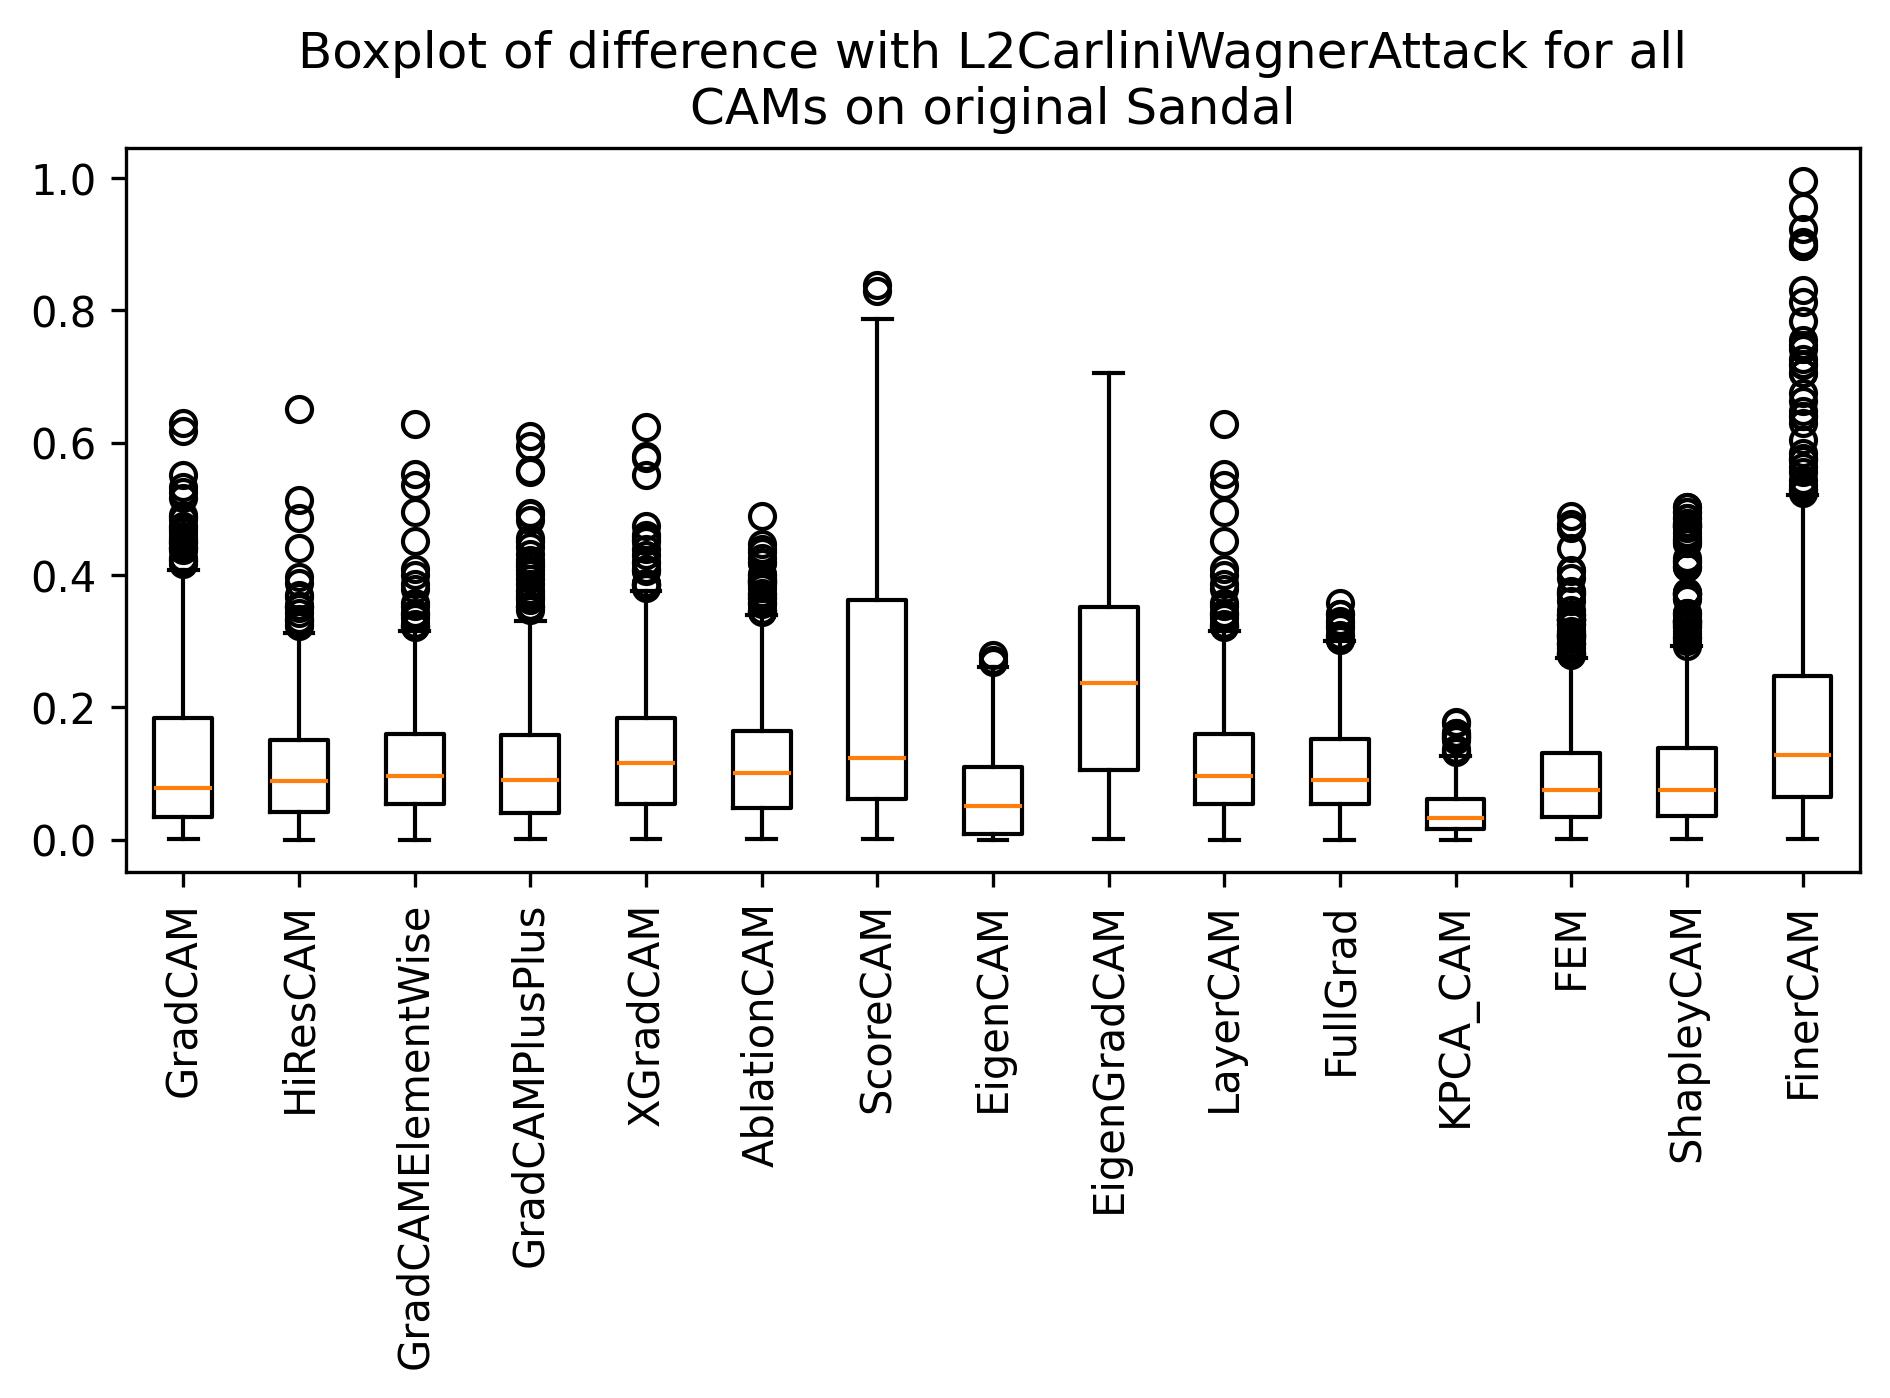 Boxplot of difference with L2CarliniWagnerAttack for all
CAMs on original Sandal
1.0
0.8
0.6
0.4
0.2
0.0
GradCAM
HiResCAM
GradCAMElementWise
GradCAMPlusPlus
XGradCAM
AblationCAM
ScoreCAM
EigenCAM
EigenGradCAM
LayerCAM
FullGrad
KPCA_CAM
FEM
ShapleyCAM
FinerCAM